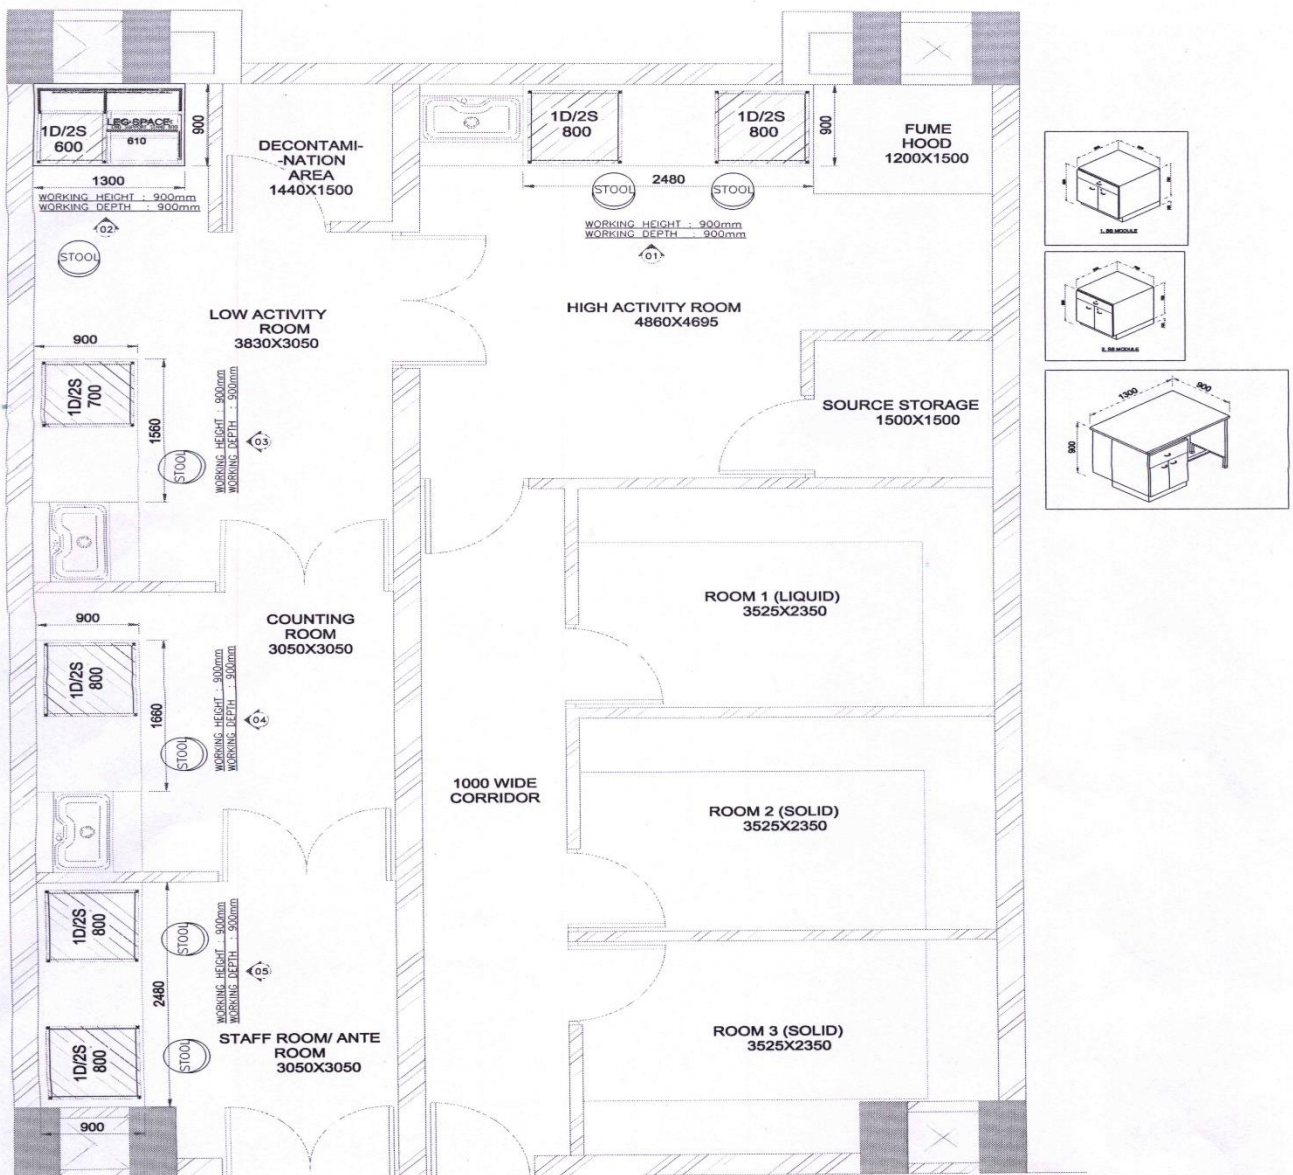 1D/2S
600
LEG-SPACE
610
900
1300
WORKING HEIGHT : 900mm
WORKING DEPTH : 900mm
02
STOOL
DECONTAMI-
-NATION
AREA
1440X1500
1D/2S
800
1D/2S
800
900
2480
STOOL
STOOL
WORKING HEIGHT : 900mm
WORKING DEPTH : 900mm
01
FUME
HOOD
1200X1500
LOW ACTIVITY
ROOM
3830X3050
HIGH ACTIVITY ROOM
4860X4695
900
1D/2S
700
1560
STOOL
WORKING HEIGHT : 900mm
WORKING DEPTH : 900mm
03
SOURCE STORAGE
1500X1500
900
1D/2S
800
1660
STOOL
WORKING HEIGHT : 900mm
WORKING DEPTH : 900mm
04
COUNTING
ROOM
3050X3050
ROOM 1 (LIQUID)
3525X2350
1000 WIDE
CORRIDOR
ROOM 2 (SOLID)
3525X2350
1D/2S
800
STOOL
2480
WORKING HEIGHT : 900mm
WORKING DEPTH : 900mm
05
1D/2S
800
STOOL
STAFF ROOM/ ANTE
ROOM
3050X3050
900
ROOM 3 (SOLID)
3525X2350
1300
900
900